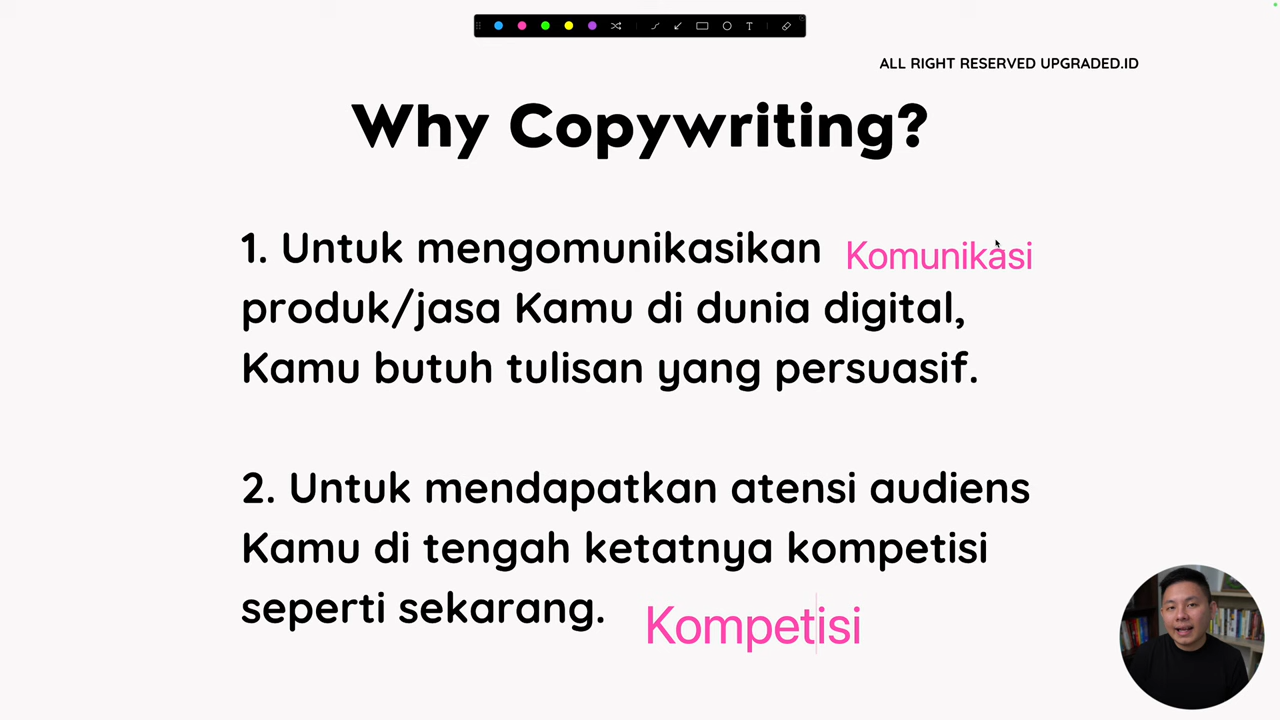 ALL RIGHT RESERVED UPGRADED.ID
Why Copywriting?
1. Untuk mengomunikasikan Komunikasi
produk/jasa Kamu di dunia digital,
Kamu butuh tulisan yang persuasif.
2. Untuk mendapatkan atensi audiens
Kamu di tengah ketatnya kompetisi
seperti sekarang. Kompetisi